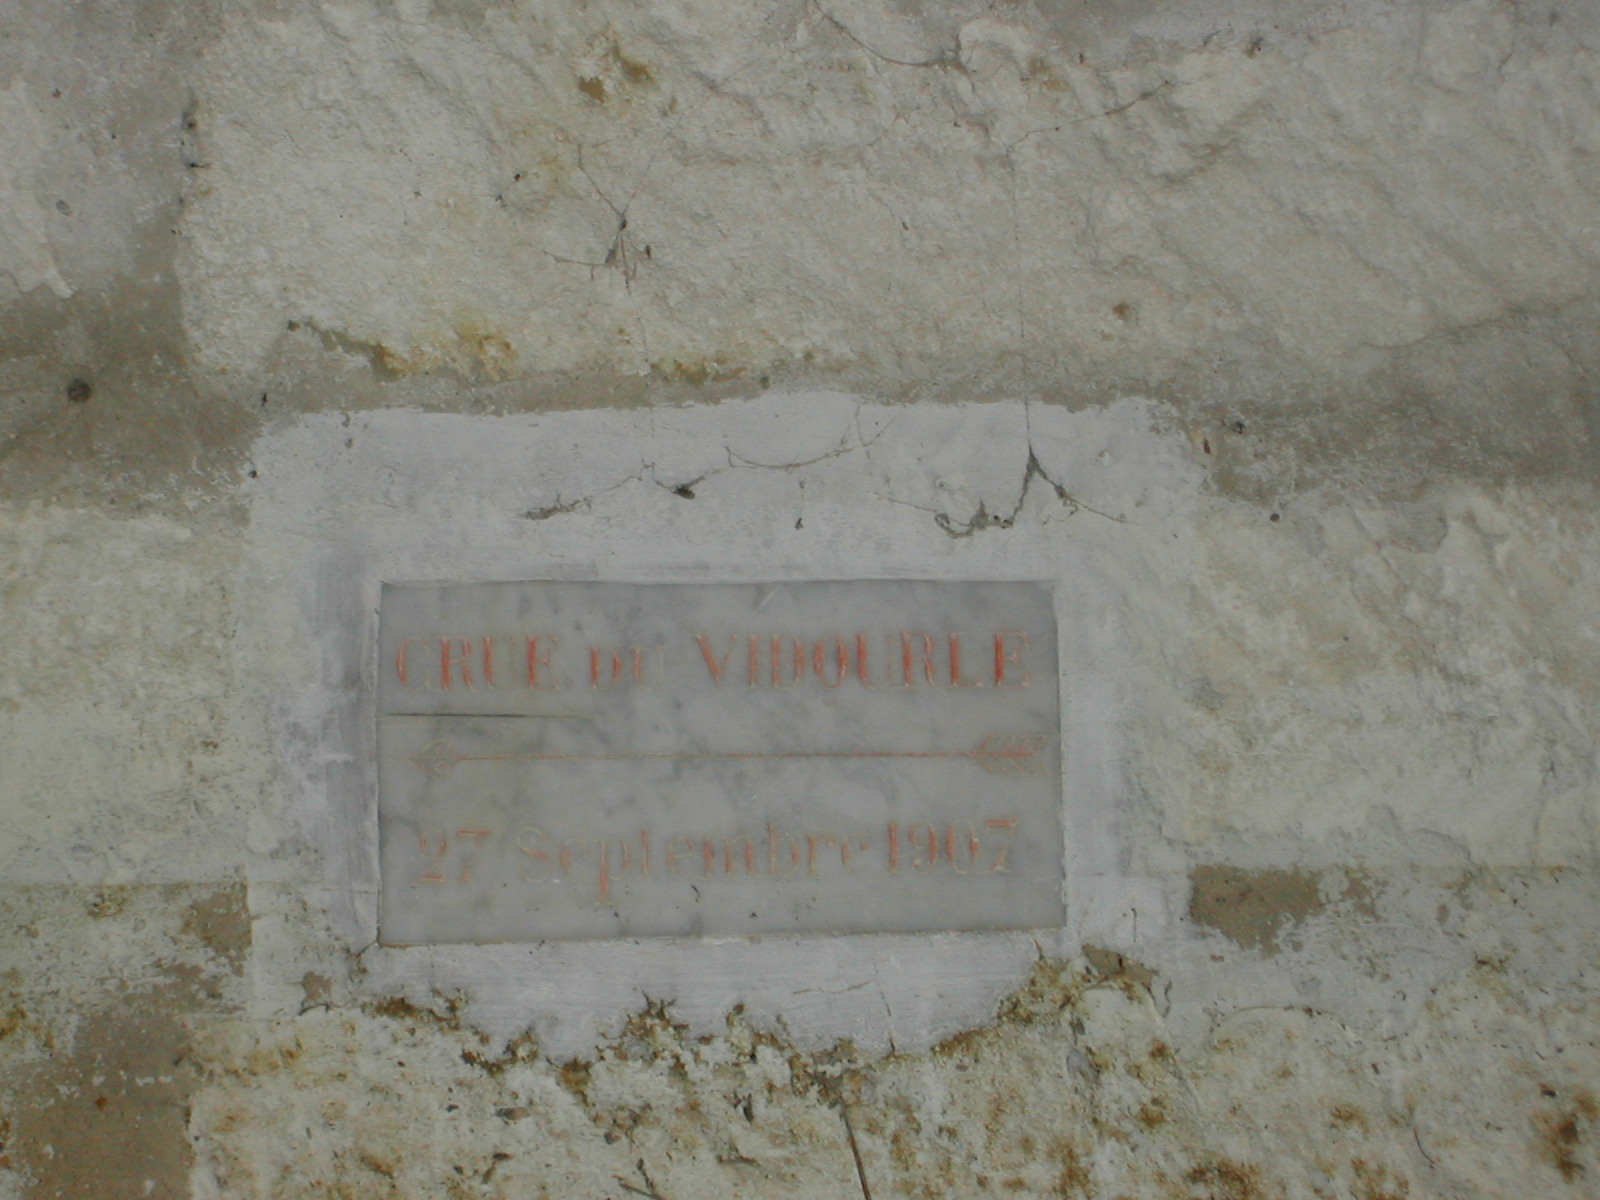 CRUE DU VIDOURLE
27 Septembre 1907